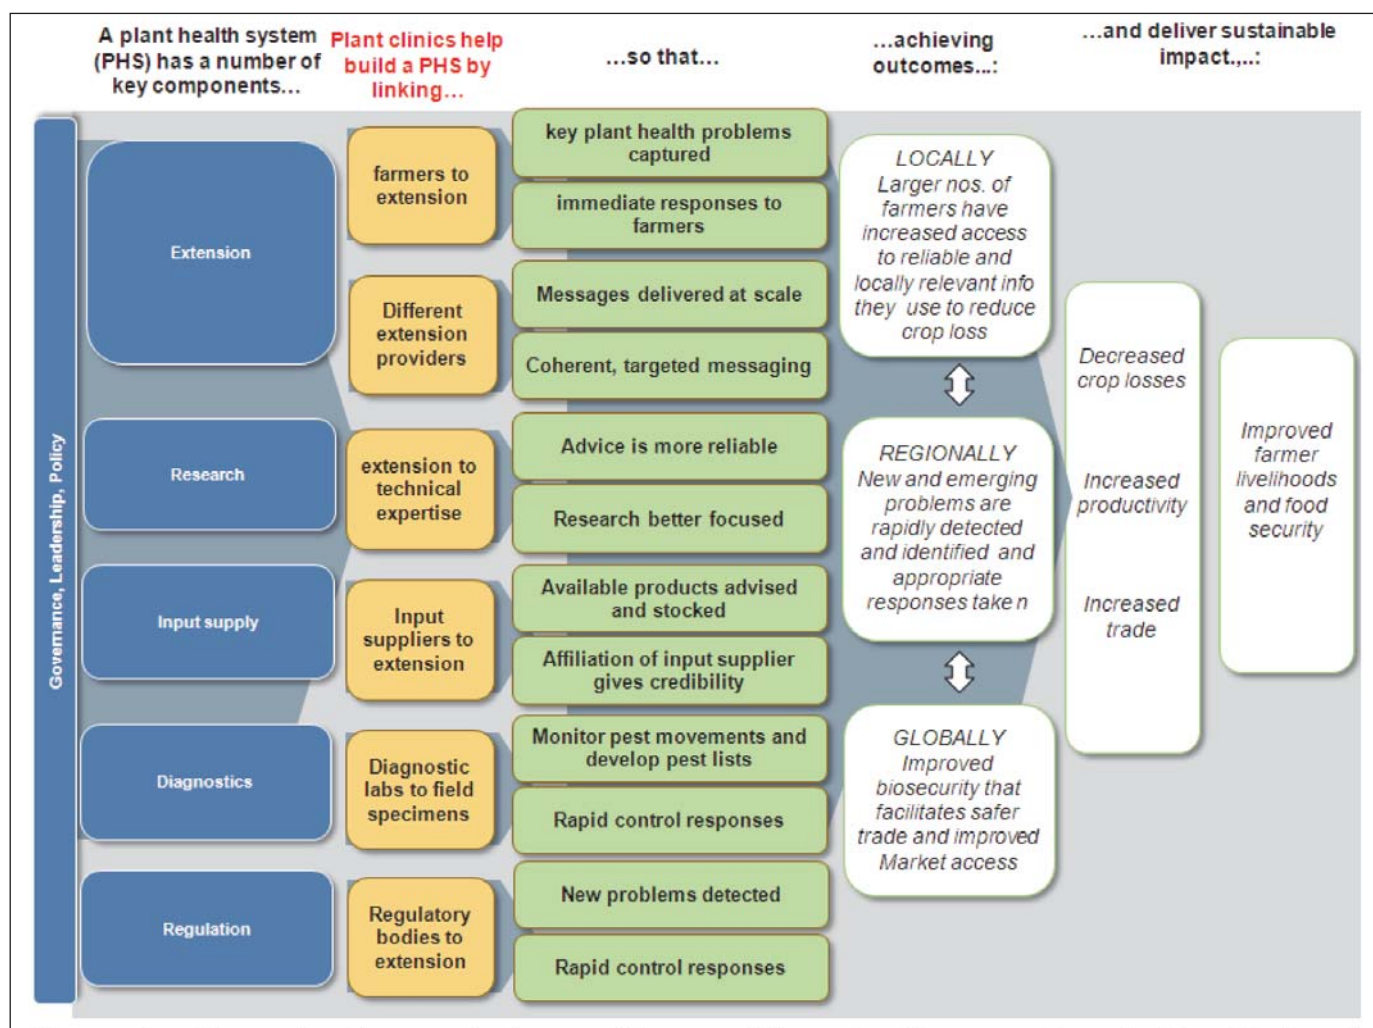 A plant health system
(PHS) has a number of
key components...
Plant clinics help
build a PHS by
linking...
...so that...
...achieving
outcomes...:
...and deliver sustainable
impact.,..:
Governance, Leadership, Policy
Extension
Research
Input supply
Diagnostics
Regulation
farmers to
extension
Different
extension
providers
extension to
technical
expertise
Input
suppliers to
extension
Diagnostic
labs to field
specimens
Regulatory
bodies to
extension
key plant health problems
captured
immediate responses to
farmers
Messages delivered at scale
Coherent, targeted messaging
Advice is more reliable
Research better focused
Available products advised
and stocked
Affiliation of input supplier
gives credibility
Monitor pest movements and
develop pest lists
Rapid control responses
New problems detected
Rapid control responses
LOCALLY
Larger nos. of
farmers have
increased access
to reliable and
locally relevant info
they use to reduce
crop loss
REGIONALLY
New and emerging
problems are
rapidly detected
and identified and
appropriate
responses taken
GLOBALLY
Improved
biosecurity that
facilitates safer
trade and improved
Market access
Decreased
crop losses
Increased
productivity
Increased
trade
Improved
farmer
livelihoods
and food
security